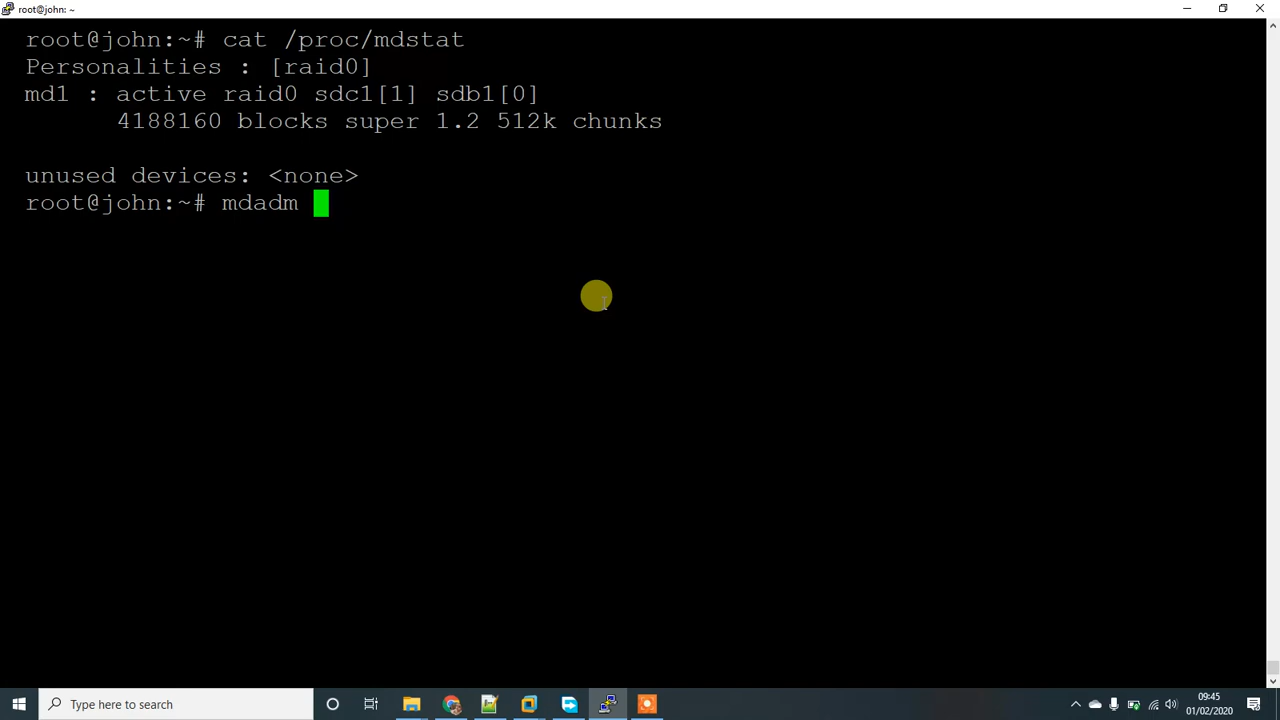 root@john: ~
root@john:~# cat /proc/mdstat
Personalities : [raid0]
md1 : active raid0 sdc1[1] sdb1[0]
      4188160 blocks super 1.2 512k chunks
unused devices: <none>
root@john:~# mdadm
Type here to search
09:45
01/02/2020